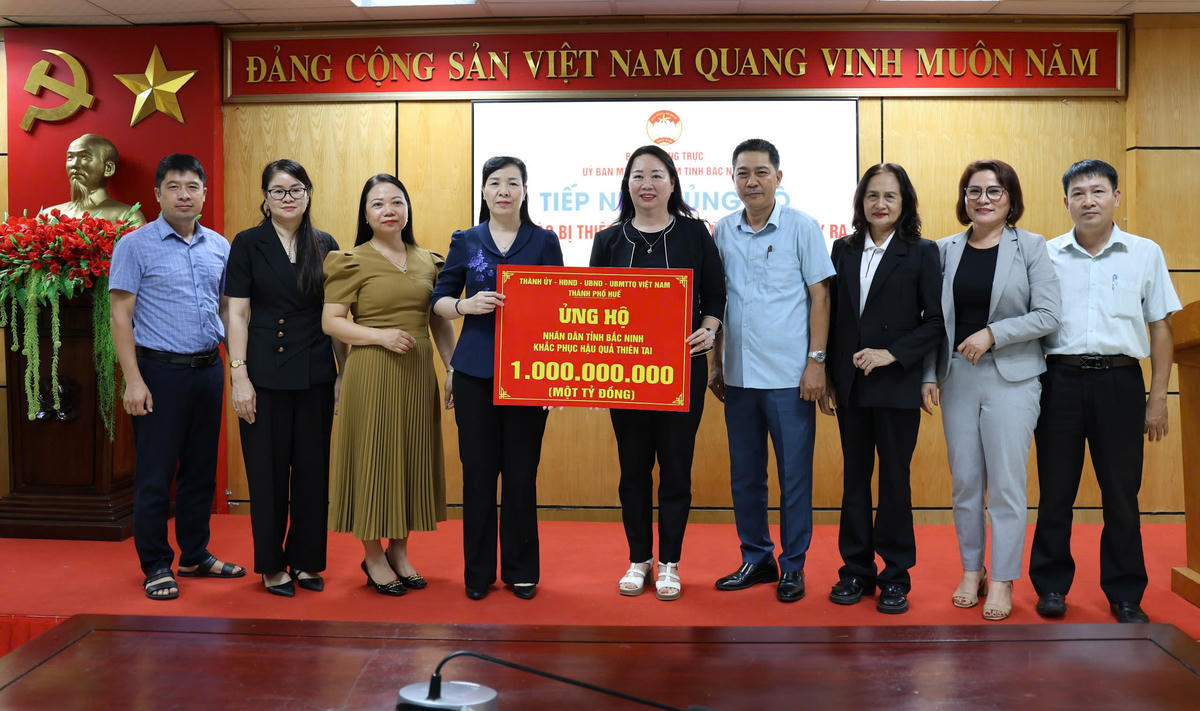 ĐẢNG CỘNG SẢN VIỆT NAM QUANG VINH MUÔN NĂM
TRỰC
ỦY BAN TỈNH BẮC
TIẾP
BỊ RA
THÀNH ỦY - HĐND - UBND - UBMTTQ VIỆT NAM
THÀNH PHỐ HUẾ
ỦNG HỘ
NHÂN DÂN TỈNH BẮC NINH
KHẮC PHỤC HẬU QUẢ THIÊN TAI
1.000.000.000
(MỘT TỶ ĐỒNG)